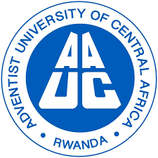 ADVENTIST UNIVERSITY OF CENTRAL AFRICA
AA
UC
• RWANDA •